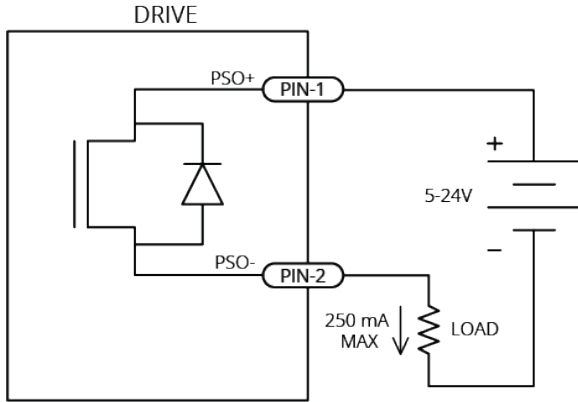 DRIVE
PSO+
PIN-1
+
5-24V
−
PSO-
PIN-2
250 mA
MAX
LOAD